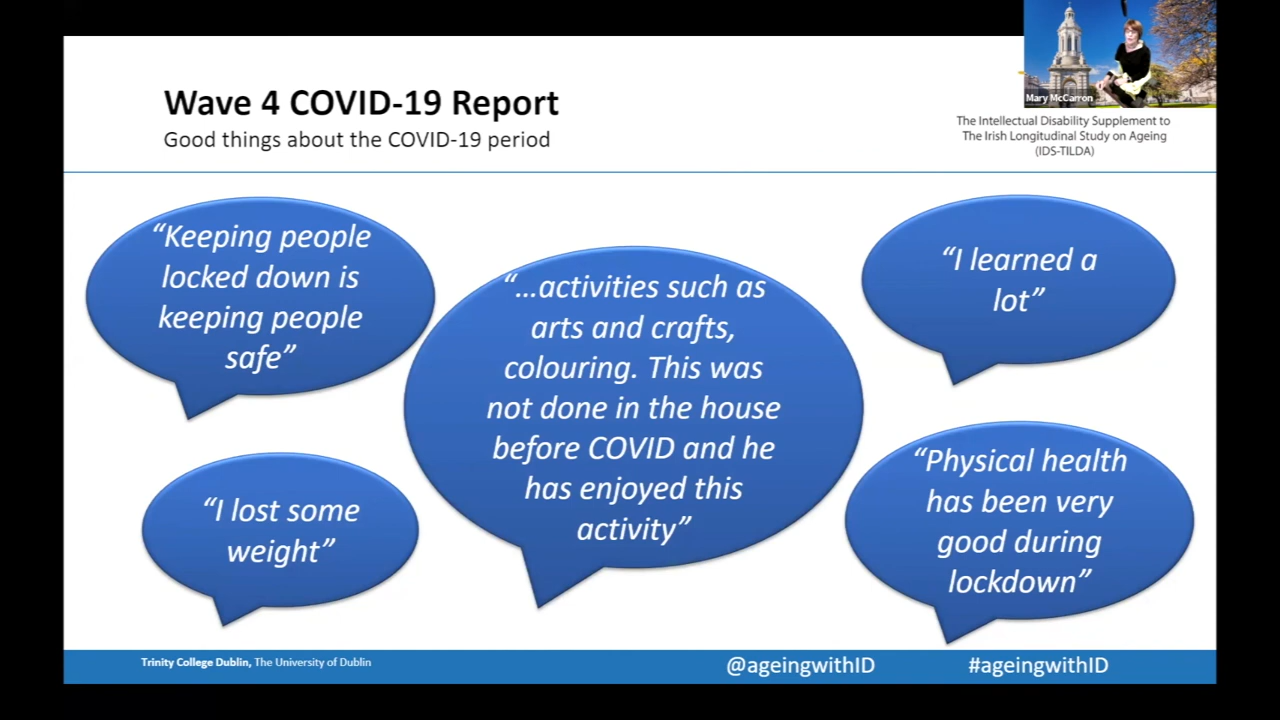 Wave 4 COVID-19 Report
Good things about the COVID-19 period
Mary McCarron
The Intellectual Disability Supplement to
The Irish Longitudinal Study on Ageing
(IDS-TILDA)
“Keeping people
locked down is
keeping people
safe”
“...activities such as
arts and crafts,
colouring. This was
not done in the house
before COVID and he
has enjoyed this
activity”
“I learned a
lot”
“I lost some
weight”
“Physical health
has been very
good during
lockdown”
Trinity College Dublin, The University of Dublin
@ageingwithID
#ageingwithID